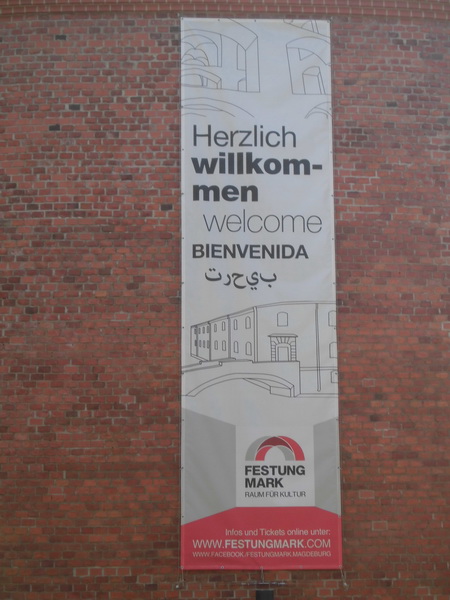 Herzlich
willkom-
men
welcome
BIENVENIDA
بيحرت
FESTUNG
MARK
RAUM FÜR KULTUR
Infos und Tickets online unter:
WWW.FESTUNGMARK.COM
WWW.FACEBOOK/FESTUNGMARK.MAGDEBURG